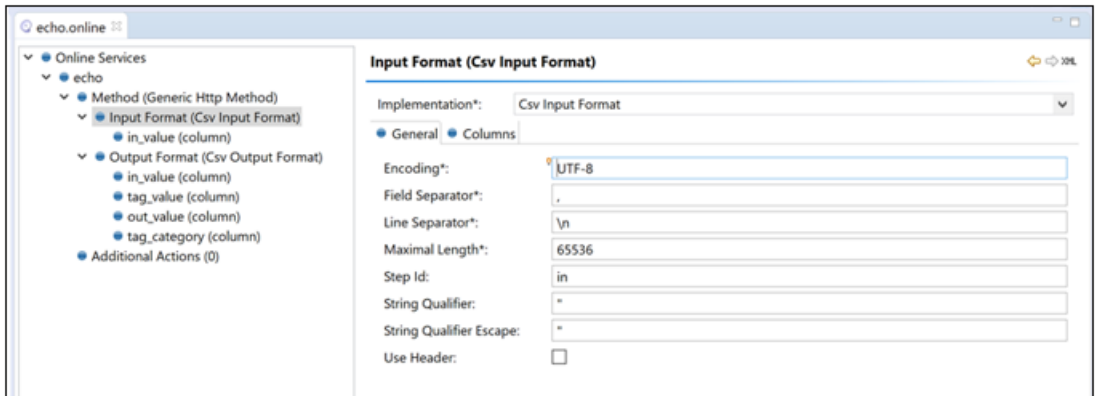 echo.online
Online Services
echo
Method (Generic Http Method)
Input Format (Csv Input Format)
in_value (column)
Output Format (Csv Output Format)
in_value (column)
tag_value (column)
out_value (column)
tag_category (column)
Additional Actions (0)
Input Format (Csv Input Format)
XML
Implementation*: Csv Input Format
General Columns
Encoding*: UTF-8
Field Separator*: ,
Line Separator*: \n
Maximal Length*: 65536
Step Id: in
String Qualifier: "
String Qualifier Escape: "
Use Header: